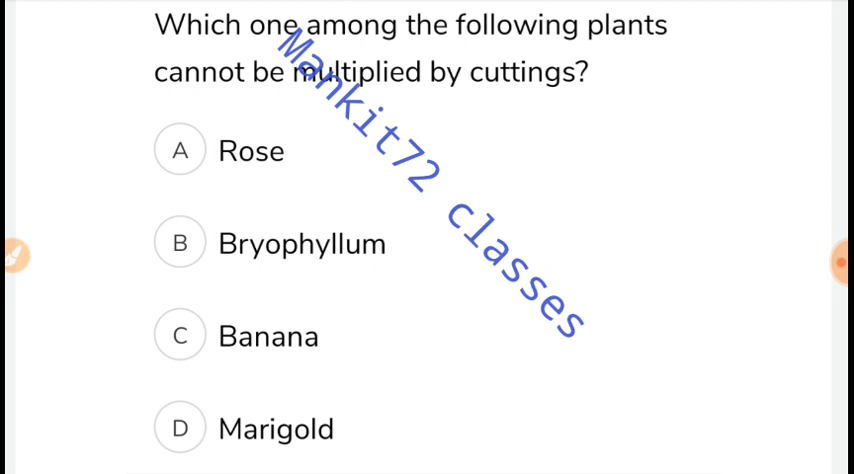 Which one among the following plants
cannot be multiplied by cuttings?
A Rose
B Bryophyllum
C Banana
D Marigold
Mankit72 classes